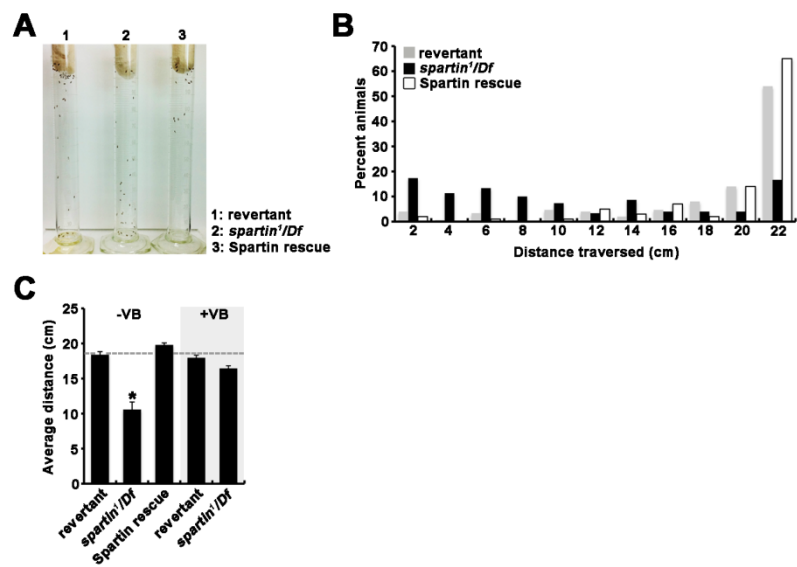 A
1 2 3
1: revertant
2: spartin¹/Df
3: Spartin rescue
B
70
60
50
40
30
20
10
0
Percent animals
revertant
spartin¹/Df
Spartin rescue
2 4 6 8 10 12 14 16 18 20 22
Distance traversed (cm)
C
-VB +VB
25
20
15
10
5
0
Average distance (cm)
*
revertant
spartin¹/Df
Spartin rescue
revertant
spartin¹/Df